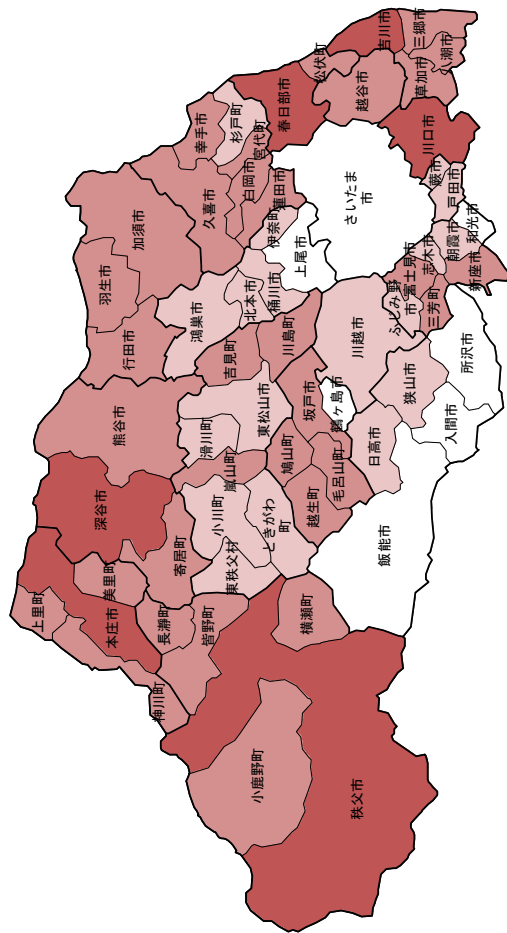 上里町
本庄市
神川町
美里町
深谷市
長瀞町
皆野町
寄居町
小鹿野町
秩父市
横瀬町
東秩父村
小川町
ときがわ
町
嵐山町
滑川町
東松山市
熊谷市
行田市
羽生市
加須市
鴻巣市
吉見町
川島町
北本市
桶川市
上尾市
伊奈町
久喜市
幸手市
杉戸町
宮代町
白岡市
蓮田市
春日部市
松伏町
吉川市
三郷市
越谷市
草加市
八潮市
川口市
蕨市
戸田市
さいたま
市
和光市
朝霞市
志木市
新座市
富士見市
ふじみ野
市
三芳町
川越市
所沢市
狭山市
入間市
日高市
飯能市
坂戸市
鶴ヶ島市
鳩山町
毛呂山町
越生町